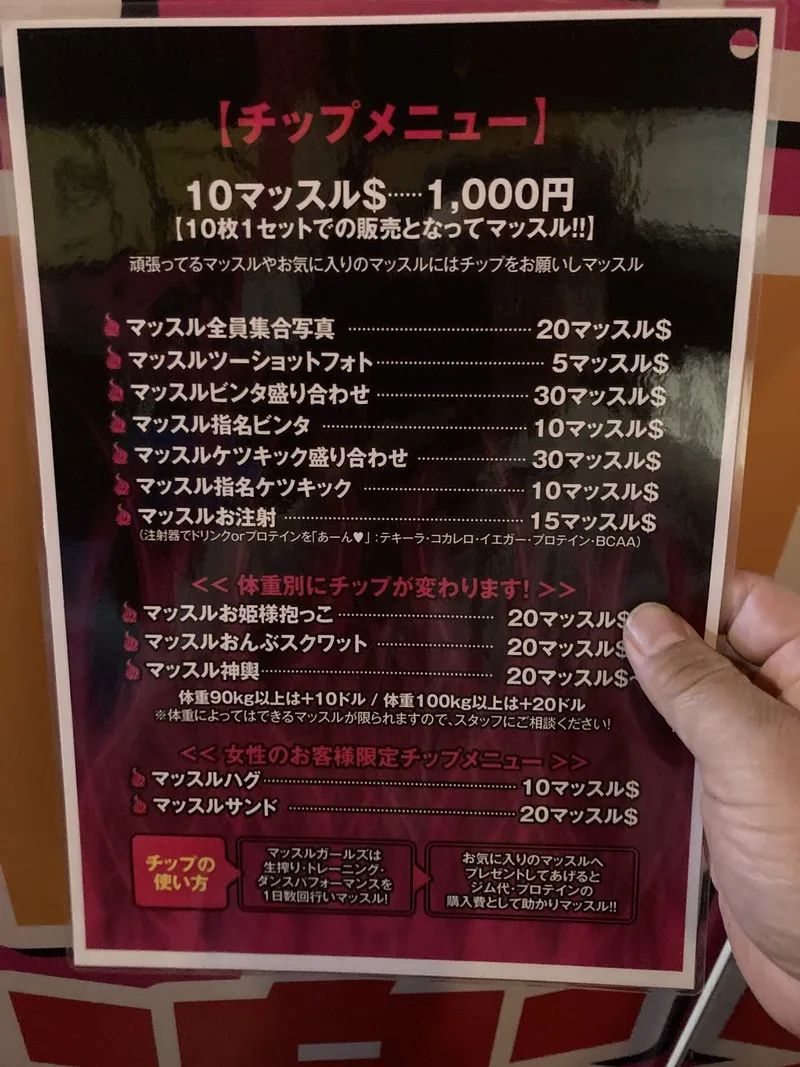 【チップメニュー】
10マッスル$……1,000円
【10枚1セットでの販売となってマッスル!!】
頑張ってるマッスルやお気に入りのマッスルにはチップをお願いしマッスル
マッスル全員集合写真 …… 20マッスル$
マッスルツーショットフォト …… 5マッスル$
マッスルビンタ盛り合わせ …… 30マッスル$
マッスル指名ビンタ …… 10マッスル$
マッスルケツキック盛り合わせ …… 30マッスル$
マッスル指名ケツキック …… 10マッスル$
マッスルお注射 …… 15マッスル$
(注射器でドリンクorプロテインを「あーん♥」:テキーラ・コカレロ・イエガー・プロテイン・BCAA)
<< 体重別にチップが変わります! >>
マッスルお姫様抱っこ …… 20マッスル$
マッスルおんぶスクワット …… 20マッスル$
マッスル神輿 …… 20マッスル$~
体重90kg以上は+10ドル / 体重100kg以上は+20ドル
※体重によってはできるマッスルが限られますので、スタッフにご相談ください!
<< 女性のお客様限定チップメニュー >>
マッスルハグ …… 10マッスル$
マッスルサンド …… 20マッスル$
チップの
使い方
マッスルガールズは
生搾り・トレーニング・
ダンスパフォーマンスを
1日数回行いマッスル!
お気に入りのマッスルへ
プレゼントしてあげると
ジム代・プロテインの
購入費として助かりマッスル!!